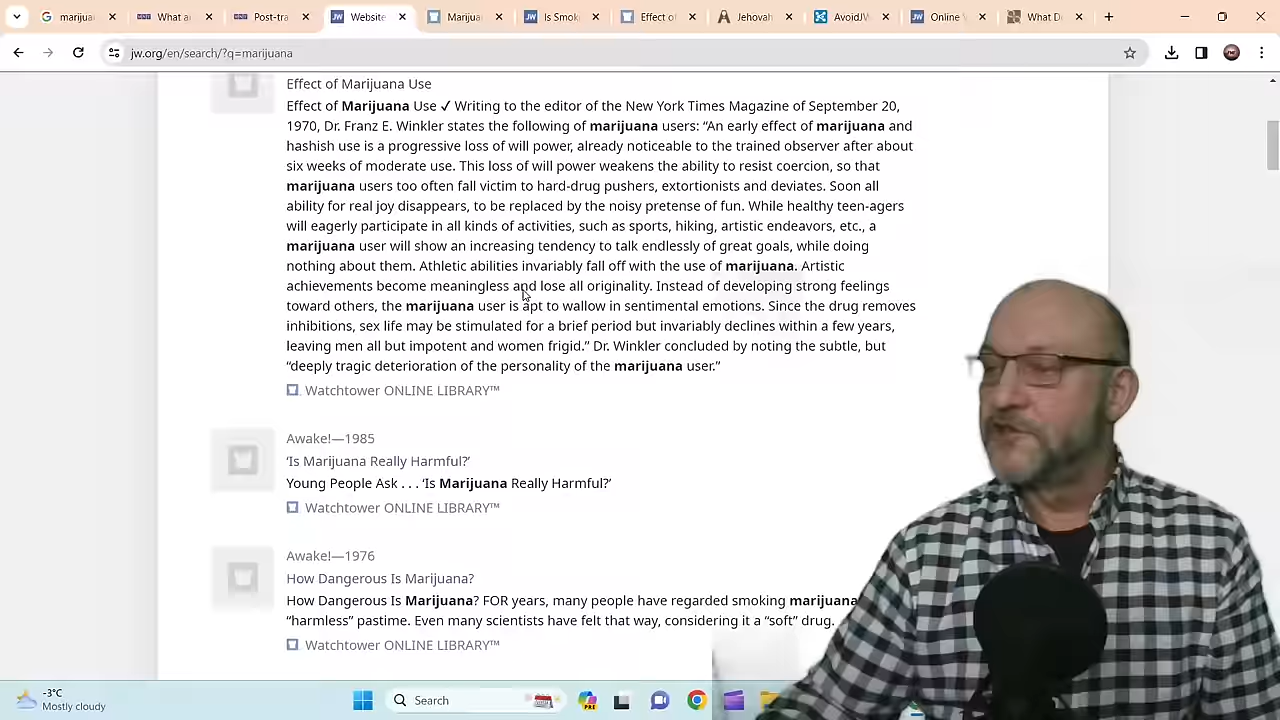 marijua
What ar
Post-tra
Website
Marijua
Is Smok
Effect o
Jehovah
AvoidJW
Online
What D
jw.org/en/search/?q=marijuana
Effect of Marijuana Use
Effect of Marijuana Use ✓ Writing to the editor of the New York Times Magazine of September 20,
1970, Dr. Franz E. Winkler states the following of marijuana users: “An early effect of marijuana and
hashish use is a progressive loss of will power, already noticeable to the trained observer after about
six weeks of moderate use. This loss of will power weakens the ability to resist coercion, so that
marijuana users too often fall victim to hard-drug pushers, extortionists and deviates. Soon all
ability for real joy disappears, to be replaced by the noisy pretense of fun. While healthy teen-agers
will eagerly participate in all kinds of activities, such as sports, hiking, artistic endeavors, etc., a
marijuana user will show an increasing tendency to talk endlessly of great goals, while doing
nothing about them. Athletic abilities invariably fall off with the use of marijuana. Artistic
achievements become meaningless and lose all originality. Instead of developing strong feelings
toward others, the marijuana user is apt to wallow in sentimental emotions. Since the drug removes
inhibitions, sex life may be stimulated for a brief period but invariably declines within a few years,
leaving men all but impotent and women frigid.” Dr. Winkler concluded by noting the subtle, but
“deeply tragic deterioration of the personality of the marijuana user.”
Watchtower ONLINE LIBRARY™
Awake!—1985
‘Is Marijuana Really Harmful?’
Young People Ask . . . ‘Is Marijuana Really Harmful?’
Watchtower ONLINE LIBRARY™
Awake!—1976
How Dangerous Is Marijuana?
How Dangerous Is Marijuana? FOR years, many people have regarded smoking marijuana
“harmless” pastime. Even many scientists have felt that way, considering it a “soft” drug.
Watchtower ONLINE LIBRARY™
-3°C
Mostly cloudy
Search